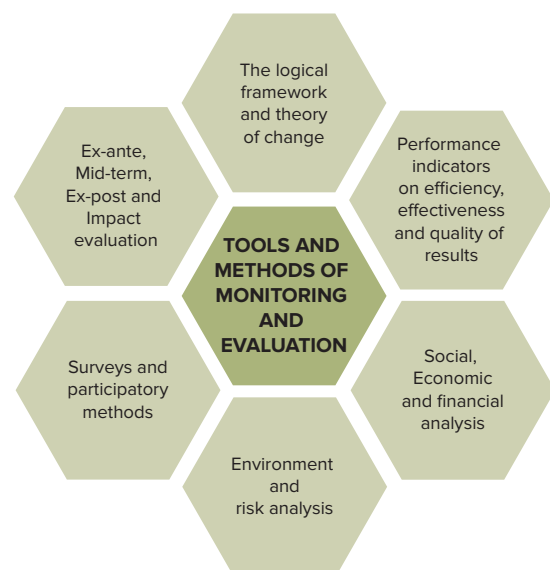 The logical
framework
and theory
of change
Ex-ante,
Mid-term,
Ex-post and
Impact
evaluation
Performance
indicators
on efficiency,
effectiveness
and quality of
results
TOOLS AND
METHODS OF
MONITORING
AND
EVALUATION
Surveys and
participatory
methods
Social,
Economic
and financial
analysis
Environment
and
risk analysis